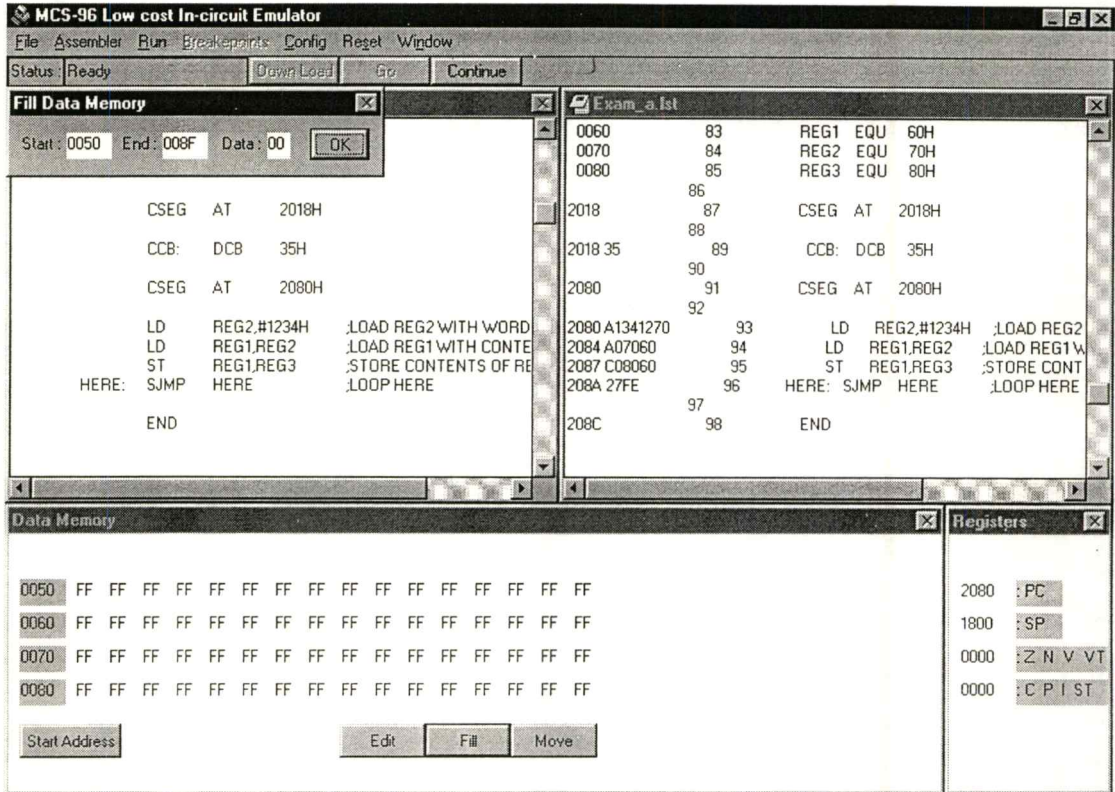 MCS-96 Low cost In-circuit Emulator
File Assembler Run Breakepoints Config Reset Window
Status : Ready Down Load Go Continue
Fill Data Memory
Start : 0050 End : 008F Data : 00 OK
CSEG AT 2018H
CCB: DCB 35H
CSEG AT 2080H
LD REG2,#1234H ;LOAD REG2 WITH WORD
LD REG1,REG2 ;LOAD REG1 WITH CONTE
ST REG1,REG3 ;STORE CONTENTS OF RE
HERE: SJMP HERE ;LOOP HERE
END
Exam_a.lst
0060 83 REG1 EQU 60H
0070 84 REG2 EQU 70H
0080 85 REG3 EQU 80H
86
2018 87 CSEG AT 2018H
88
2018 35 89 CCB: DCB 35H
90
2080 91 CSEG AT 2080H
92
2080 A1341270 93 LD REG2,#1234H ;LOAD REG2
2084 A07060 94 LD REG1,REG2 ;LOAD REG1 W
2087 C08060 95 ST REG1,REG3 ;STORE CONT
208A 27FE 96 HERE: SJMP HERE ;LOOP HERE
97
208C 98 END
Data Memory
0050 FF FF FF FF FF FF FF FF FF FF FF FF FF FF FF FF
0060 FF FF FF FF FF FF FF FF FF FF FF FF FF FF FF FF
0070 FF FF FF FF FF FF FF FF FF FF FF FF FF FF FF FF
0080 FF FF FF FF FF FF FF FF FF FF FF FF FF FF FF FF
Start Address Edit Fill Move
Registers
2080 : PC
1800 : SP
0000 : Z N V VT
0000 : C P I ST